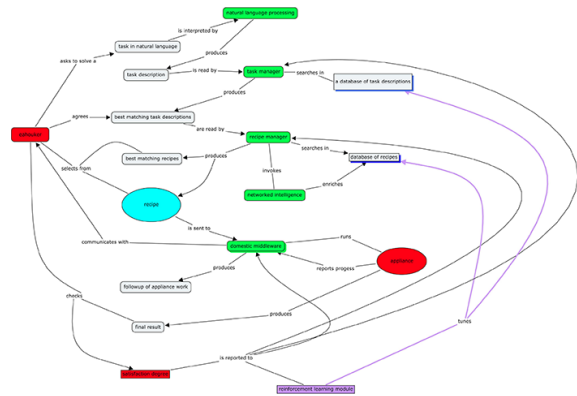 natural language processing
is interpreted by
task in natural language
produces
asks to solve a
task description
is read by
task manager
searches in
a database of task descriptions
produces
agrees
best matching task descriptions
are read by
consumer
recipe manager
searches in
best matching recipes
produces
database of recipes
selects from
invokes
enriches
networked intelligence
recipe
is sent to
communicates with
domestic middleware
runs
appliance
produces
reports progess
followup of appliance work
checks
produces
final result
tunes
is reported to
satisfaction degree
reinforcement learning module